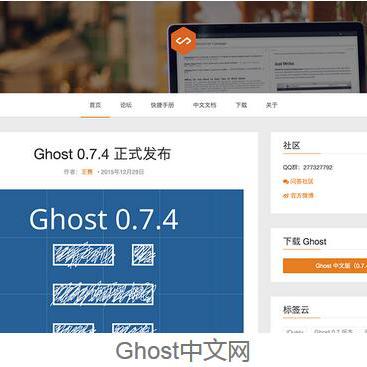 首页 论坛 快捷手册 中文文档 下载 关于
Ghost 0.7.4 正式发布
作者：王赛 • 2015年12月29日
Ghost 0.7.4
社区
QQ群：277327792
问答社区
官方微博
下载 Ghost
Ghost 中文版（0.7.4
标签云
jQuery Ghost 0.7 版本
Ghost中文网